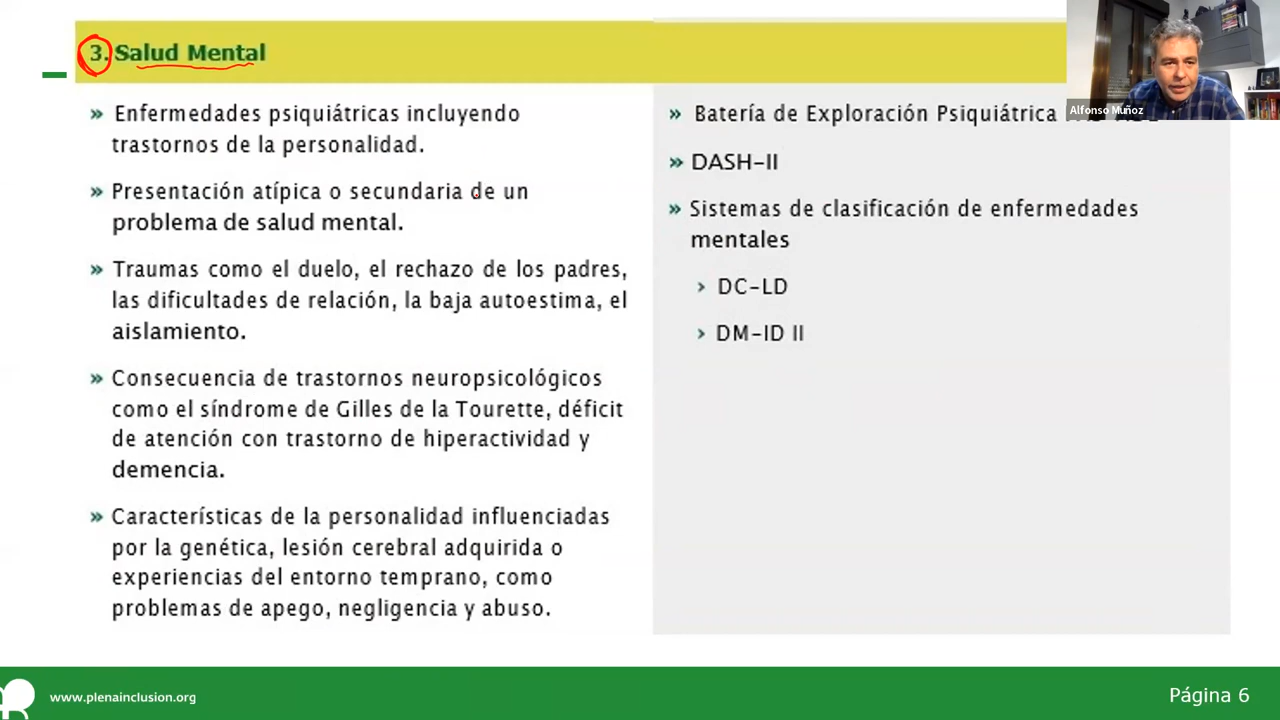 3. Salud Mental
Alfonso Muñoz
» Enfermedades psiquiátricas incluyendo
trastornos de la personalidad.
» Presentación atípica o secundaria de un
problema de salud mental.
» Traumas como el duelo, el rechazo de los padres,
las dificultades de relación, la baja autoestima, el
aislamiento.
» Consecuencia de trastornos neuropsicológicos
como el síndrome de Gilles de la Tourette, déficit
de atención con trastorno de hiperactividad y
demencia.
» Características de la personalidad influenciadas
por la genética, lesión cerebral adquirida o
experiencias del entorno temprano, como
problemas de apego, negligencia y abuso.
» Batería de Exploración Psiquiátrica
» DASH-II
» Sistemas de clasificación de enfermedades
mentales
› DC-LD
› DM-ID II
www.plenainclusion.org
Página 6